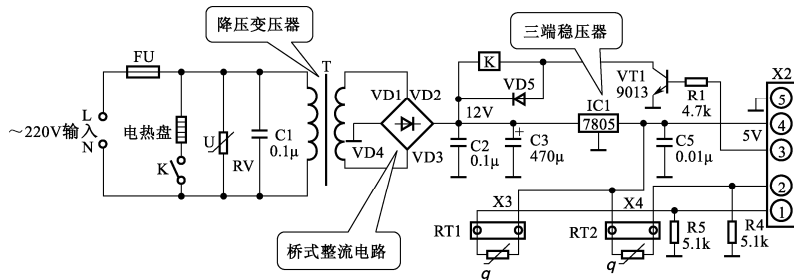 降压变压器
三端稳压器
FU
T
K
VD5
VT1
9013
R1
4.7k
X2
5
4
3
2
1
L
N
～220V输入
电热盘
K
U
RV
C1
0.1μ
VD1
VD2
VD4
VD3
12V
IC1
7805
5V
C2
0.1μ
+
C3
470μ
C5
0.01μ
X3
X4
RT1
RT2
q
q
R5
5.1k
R4
5.1k
桥式整流电路